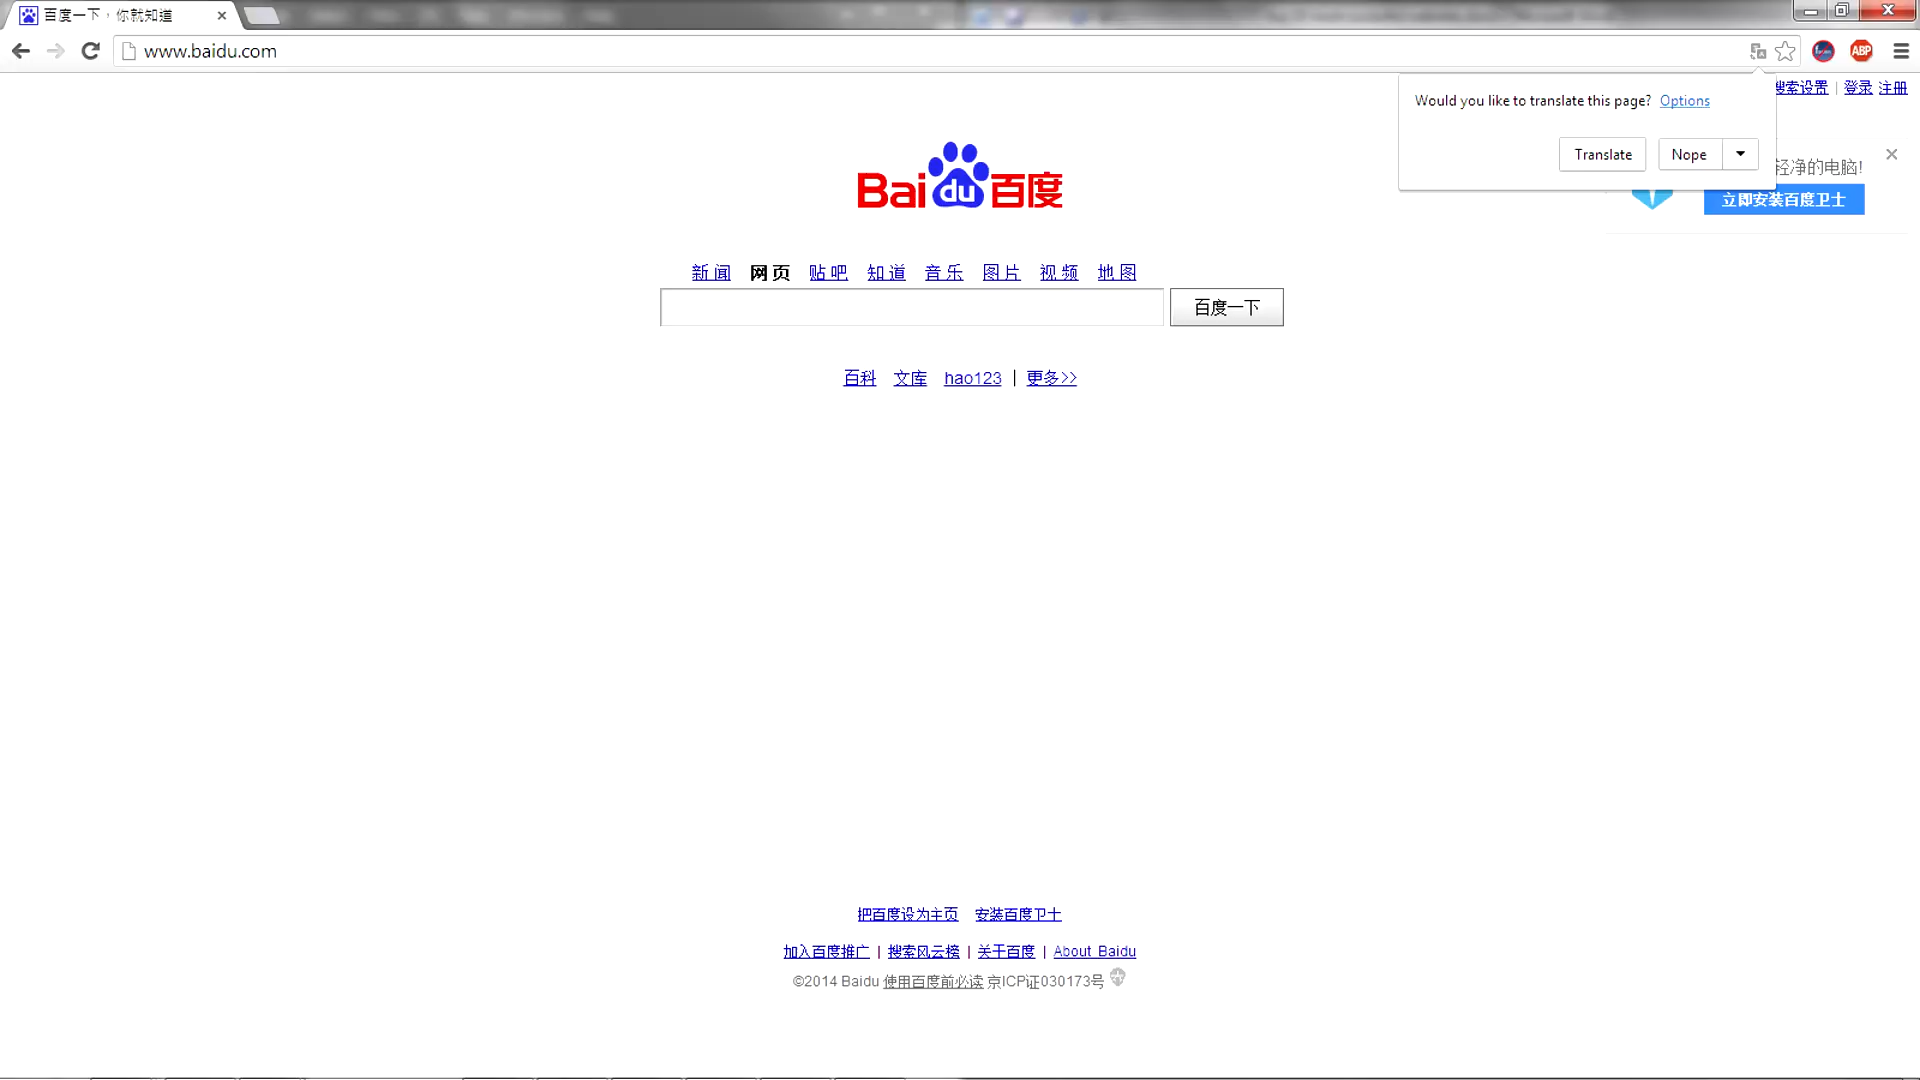 百度一下，你就知道
www.baidu.com
ABP
搜索设置 | 登录 注册
Would you like to translate this page? Options
Translate Nope
轻净的电脑!
立即安装百度卫士
Bai du 百度
新闻 网页 贴吧 知道 音乐 图片 视频 地图
百度一下
百科 文库 hao123 | 更多>>
把百度设为主页 安装百度卫士
加入百度推广 | 搜索风云榜 | 关于百度 | About Baidu
©2014 Baidu 使用百度前必读 京ICP证030173号